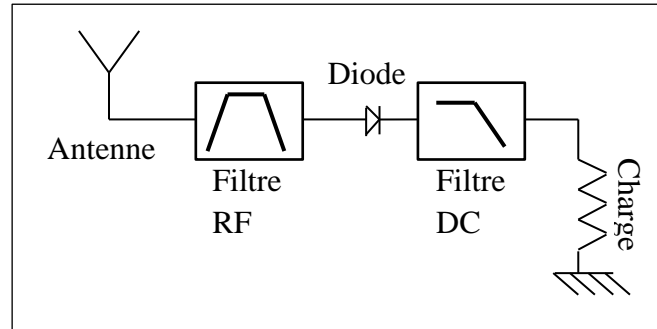 Antenne
Filtre
RF
Diode
Filtre
DC
Charge